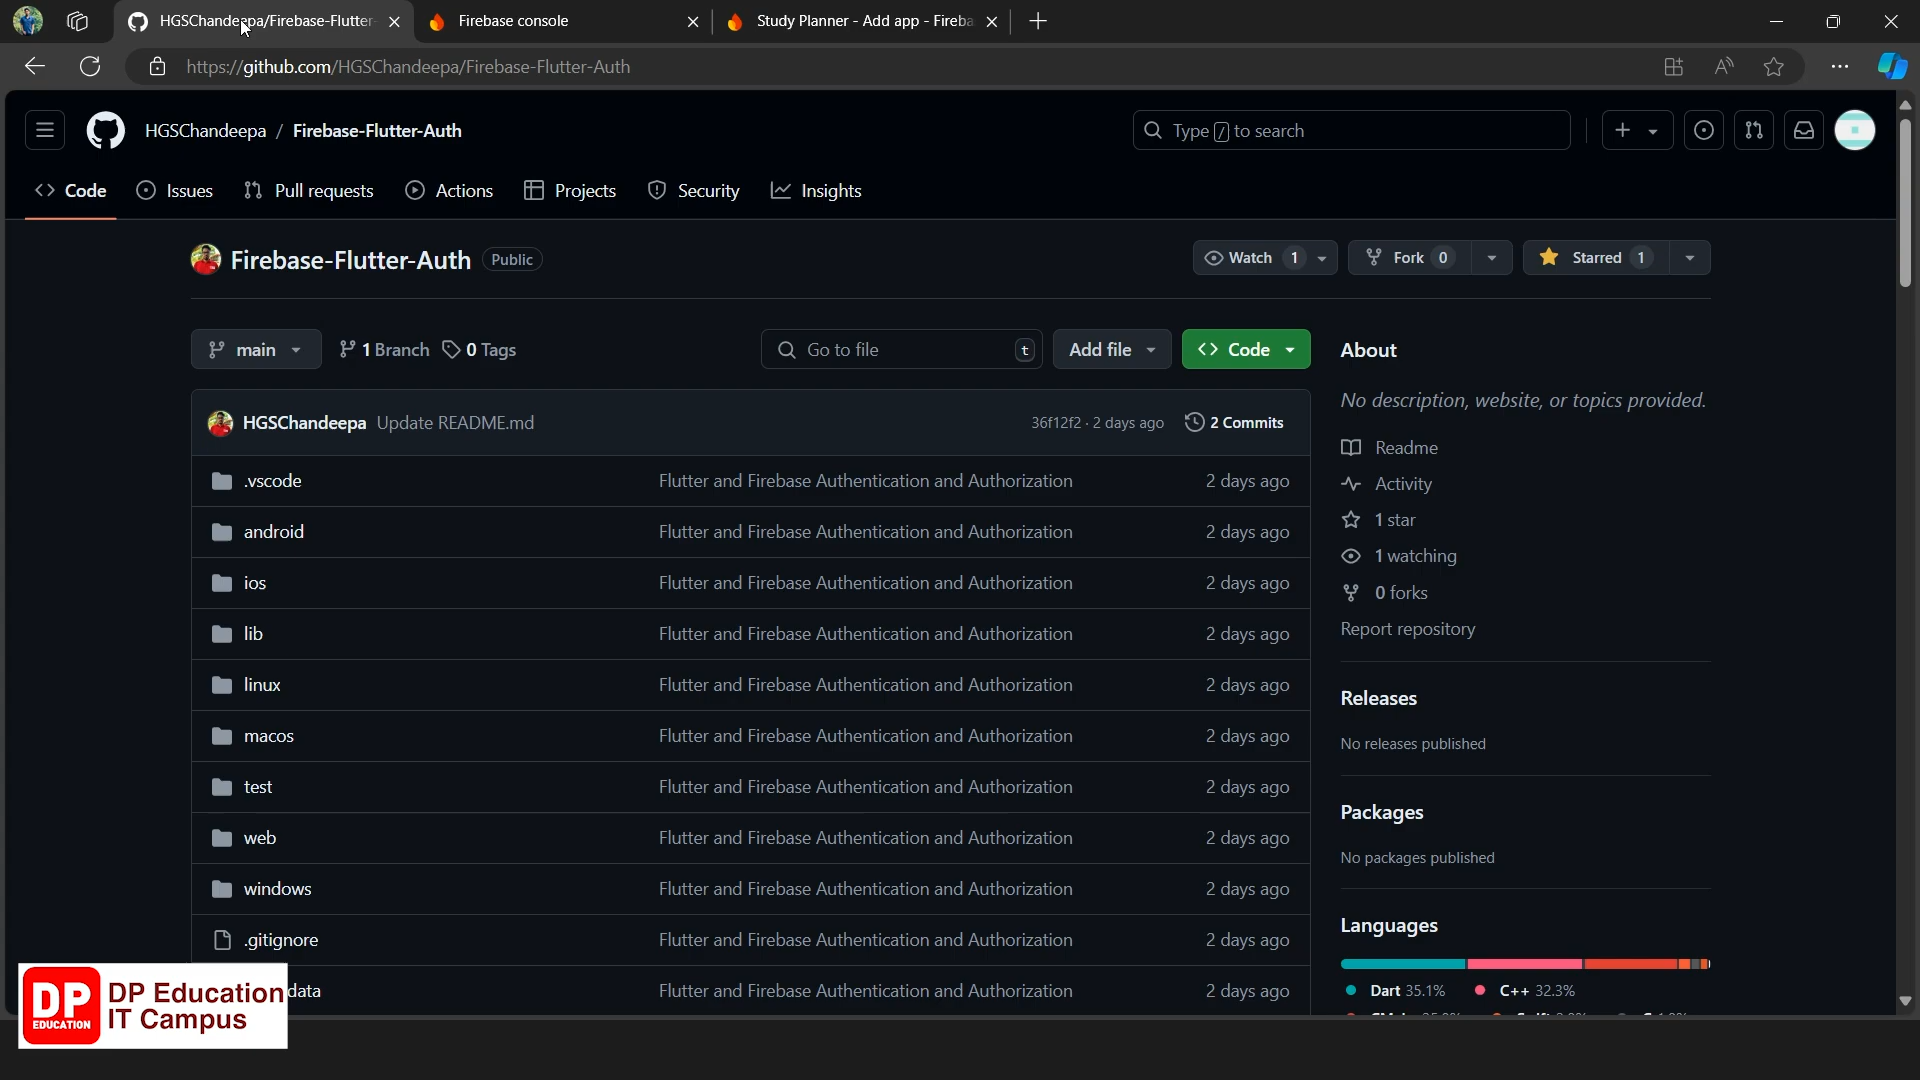 HGSChandeepa/Firebase-Flutter-
Firebase console
Study Planner - Add app - Fireba
https://github.com/HGSChandeepa/Firebase-Flutter-Auth
HGSChandeepa / Firebase-Flutter-Auth
Type / to search
Code
Issues
Pull requests
Actions
Projects
Security
Insights
Firebase-Flutter-Auth Public
Watch 1
Fork 0
Starred 1
main
1 Branch
0 Tags
Go to file t
Add file
Code
About
No description, website, or topics provided.
HGSChandeepa Update README.md 36f12f2 · 2 days ago 2 Commits
.vscode Flutter and Firebase Authentication and Authorization 2 days ago
android Flutter and Firebase Authentication and Authorization 2 days ago
ios Flutter and Firebase Authentication and Authorization 2 days ago
lib Flutter and Firebase Authentication and Authorization 2 days ago
linux Flutter and Firebase Authentication and Authorization 2 days ago
macos Flutter and Firebase Authentication and Authorization 2 days ago
test Flutter and Firebase Authentication and Authorization 2 days ago
web Flutter and Firebase Authentication and Authorization 2 days ago
windows Flutter and Firebase Authentication and Authorization 2 days ago
.gitignore Flutter and Firebase Authentication and Authorization 2 days ago
data Flutter and Firebase Authentication and Authorization 2 days ago
Readme
Activity
1 star
1 watching
0 forks
Report repository
Releases
No releases published
Packages
No packages published
Languages
Dart 35.1% C++ 32.3%
DP
EDUCATION
DP Education
IT Campus